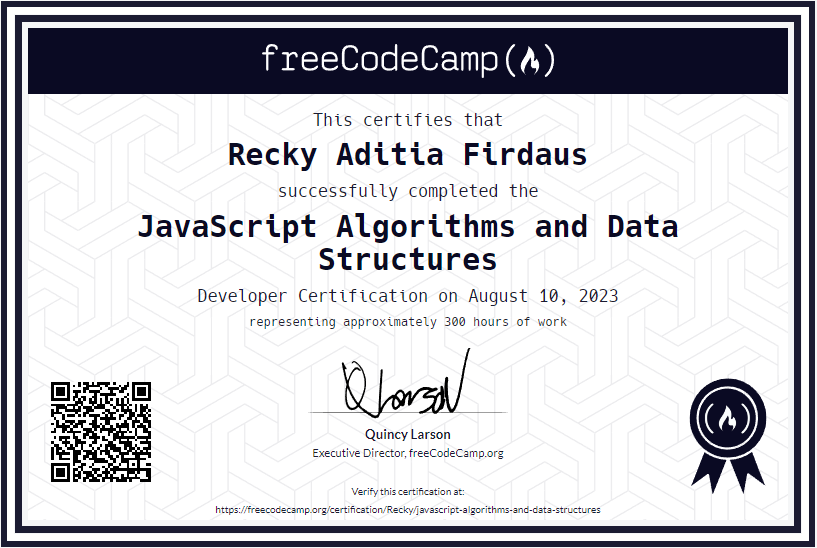 freeCodeCamp
This certifies that
Recky Aditia Firdaus
successfully completed the
JavaScript Algorithms and Data
Structures
Developer Certification on August 10, 2023
representing approximately 300 hours of work
QLarson
Quincy Larson
Executive Director, freeCodeCamp.org
Verify this certification at:
https://freecodecamp.org/certification/Recky/javascript-algorithms-and-data-structures